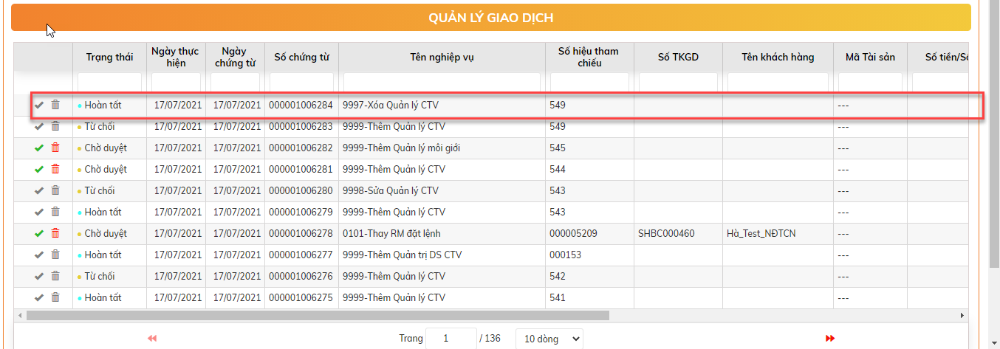 QUẢN LÝ GIAO DỊCH
Trạng thái Ngày thực hiện Ngày chứng từ Số chứng từ Tên nghiệp vụ Số hiệu tham chiếu Số TKGD Tên khách hàng Mã Tài sản Số tiền/Số
Hoàn tất 17/07/2021 17/07/2021 000001006284 9997-Xóa Quản lý CTV 549 ---
Từ chối 17/07/2021 17/07/2021 000001006283 9999-Thêm Quản lý CTV 549 ---
Chờ duyệt 17/07/2021 17/07/2021 000001006282 9999-Thêm Quản lý môi giới 545 ---
Chờ duyệt 17/07/2021 17/07/2021 000001006281 9999-Thêm Quản lý CTV 544 ---
Từ chối 17/07/2021 17/07/2021 000001006280 9998-Sửa Quản lý CTV 543 ---
Hoàn tất 17/07/2021 17/07/2021 000001006279 9999-Thêm Quản lý CTV 543 ---
Chờ duyệt 17/07/2021 17/07/2021 000001006278 0101-Thay RM đặt lệnh 000005209 SHBC000460 Hà_Test_NĐTCN ---
Hoàn tất 17/07/2021 17/07/2021 000001006277 9999-Thêm Quản trị DS CTV 000153 ---
Từ chối 17/07/2021 17/07/2021 000001006276 9999-Thêm Quản lý CTV 542 ---
Hoàn tất 17/07/2021 17/07/2021 000001006275 9999-Thêm Quản lý CTV 541 ---
Trang 1 / 136 10 dòng